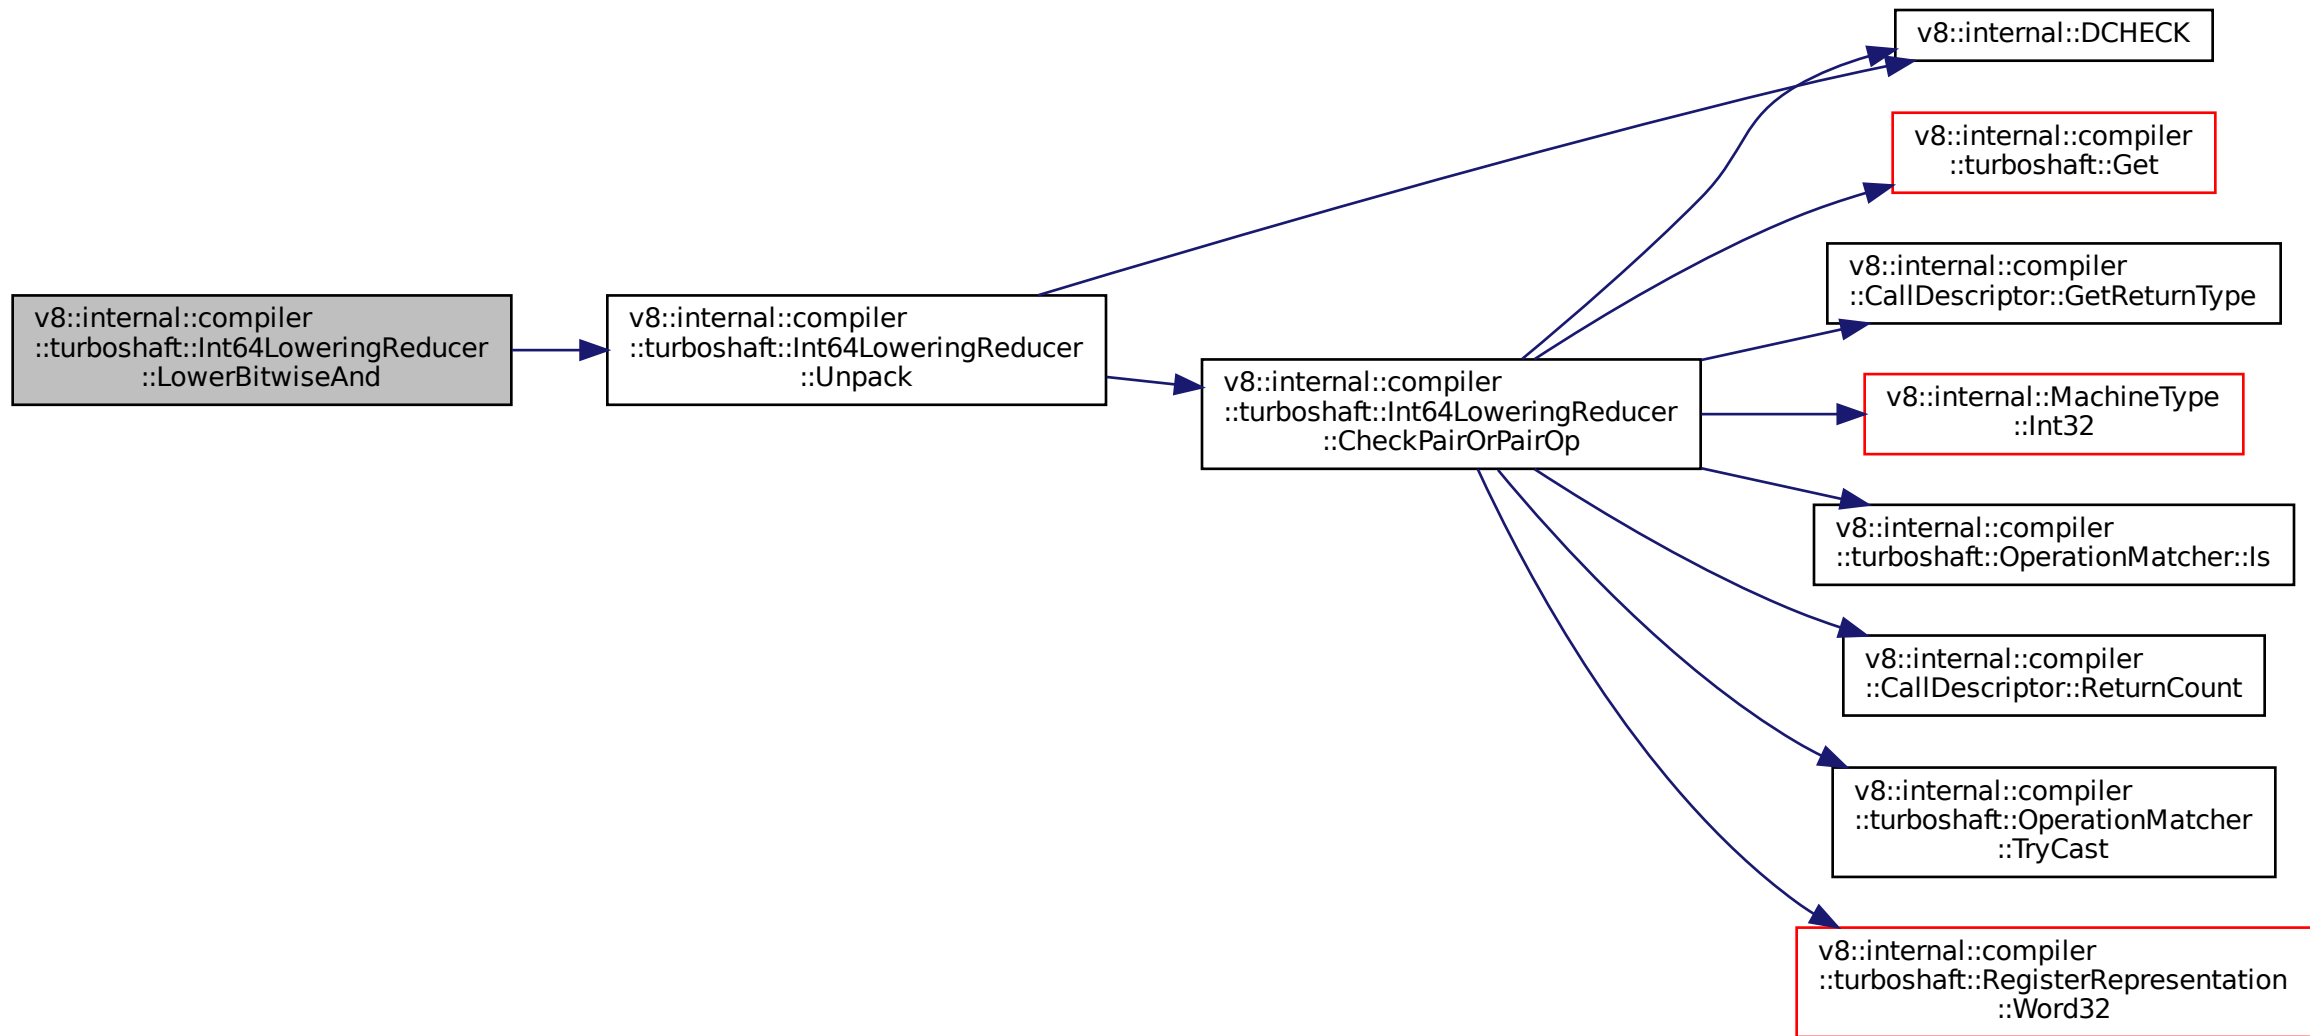 v8::internal::compiler
::turboshaft::Int64LoweringReducer
::LowerBitwiseAnd
v8::internal::compiler
::turboshaft::Int64LoweringReducer
::Unpack
v8::internal::compiler
::turboshaft::Int64LoweringReducer
::CheckPairOrPairOp
v8::internal::DCHECK
v8::internal::compiler
::turboshaft::Get
v8::internal::compiler
::CallDescriptor::GetReturnType
v8::internal::MachineType
::Int32
v8::internal::compiler
::turboshaft::OperationMatcher::Is
v8::internal::compiler
::CallDescriptor::ReturnCount
v8::internal::compiler
::turboshaft::OperationMatcher
::TryCast
v8::internal::compiler
::turboshaft::RegisterRepresentation
::Word32